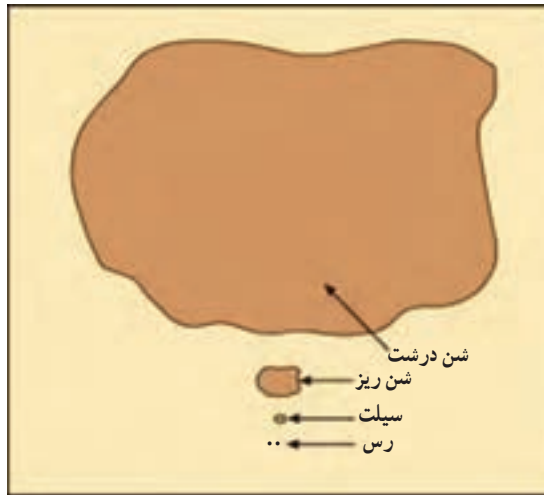 شن درشت
شن ریز
سیلت
رس